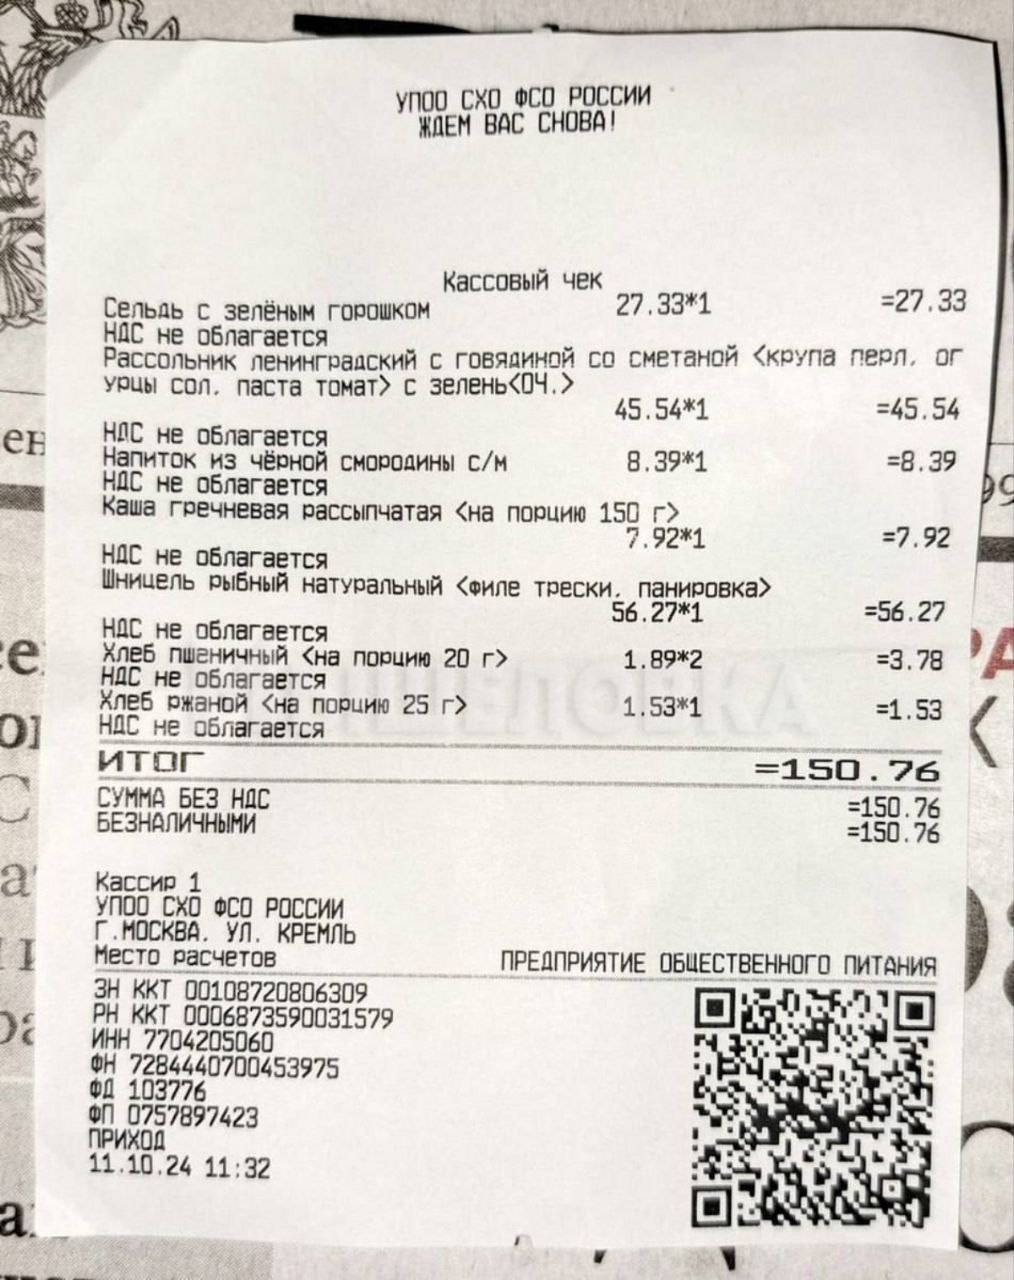 УПОО СХО ФСО РОССИИ
ЖДЕМ ВАС СНОВА!
Кассовый чек
Сельдь с зелёным горошком 27.33*1 =27.33
НДС не облагается
Рассольник ленинградский с говядиной со сметаной <крупа перл. ог
урцы сол. паста томат> с зелень<ОЧ.>
45.54*1 =45.54
НДС не облагается
Напиток из чёрной смородины с/м 8.39*1 =8.39
НДС не облагается
Каша гречневая рассыпчатая <на порцию 150 г>
7.92*1 =7.92
НДС не облагается
Шницель рыбный натуральный <филе трески. панировка>
56.27*1 =56.27
НДС не облагается
Хлеб пшеничный <на порцию 20 г> 1.89*2 =3.78
НДС не облагается
Хлеб ржаной <на порцию 25 г> 1.53*1 =1.53
НДС не облагается
ИТОГ =150.76
СУММА БЕЗ НДС =150.76
БЕЗНАЛИЧНЫМИ =150.76
Кассир 1
УПОО СХО ФСО РОССИИ
Г.МОСКВА. УЛ. КРЕМЛЬ
Место расчетов ПРЕДПРИЯТИЕ ОБЩЕСТВЕННОГО ПИТАНИЯ
ЗН ККТ 00108720806309
РН ККТ 0006873590031579
ИНН 7704205060
ФН 7284440700453975
ФД 103776
ФП 0757897423
ПРИХОД
11.10.24 11:32